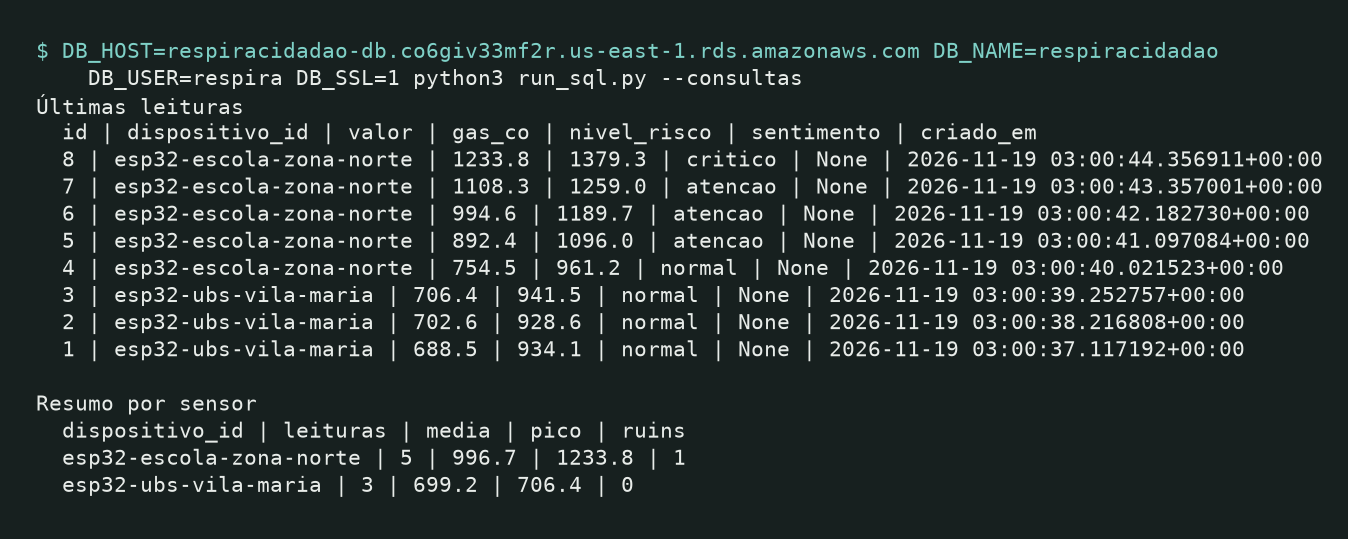 $ DB_HOST=respiracidadao-db.co6giv33mf2r.us-east-1.rds.amazonaws.com DB_NAME=respiracidadao
DB_USER=respira DB_SSL=1 python3 run_sql.py --consultas
Últimas leituras
id | dispositivo_id | valor | gas_co | nivel_risco | sentimento | criado_em
8 | esp32-escola-zona-norte | 1233.8 | 1379.3 | critico | None | 2026-11-19 03:00:44.356911+00:00
7 | esp32-escola-zona-norte | 1108.3 | 1259.0 | atencao | None | 2026-11-19 03:00:43.357001+00:00
6 | esp32-escola-zona-norte | 994.6 | 1189.7 | atencao | None | 2026-11-19 03:00:42.182730+00:00
5 | esp32-escola-zona-norte | 892.4 | 1096.0 | atencao | None | 2026-11-19 03:00:41.097084+00:00
4 | esp32-escola-zona-norte | 754.5 | 961.2 | normal | None | 2026-11-19 03:00:40.021523+00:00
3 | esp32-ubs-vila-maria | 706.4 | 941.5 | normal | None | 2026-11-19 03:00:39.252757+00:00
2 | esp32-ubs-vila-maria | 702.6 | 928.6 | normal | None | 2026-11-19 03:00:38.216808+00:00
1 | esp32-ubs-vila-maria | 688.5 | 934.1 | normal | None | 2026-11-19 03:00:37.117192+00:00
Resumo por sensor
dispositivo_id | leituras | media | pico | ruins
esp32-escola-zona-norte | 5 | 996.7 | 1233.8 | 1
esp32-ubs-vila-maria | 3 | 699.2 | 706.4 | 0